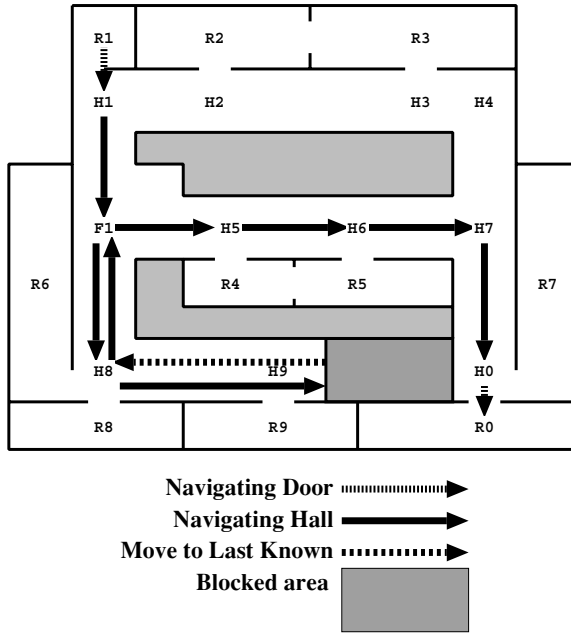 R1 R2 R3
H1 H2 H3 H4
F1 H5 H6 H7
R6 R4 R5 R7
H8 H9 H0
R8 R9 R0
Navigating Door
Navigating Hall
Move to Last Known
Blocked area